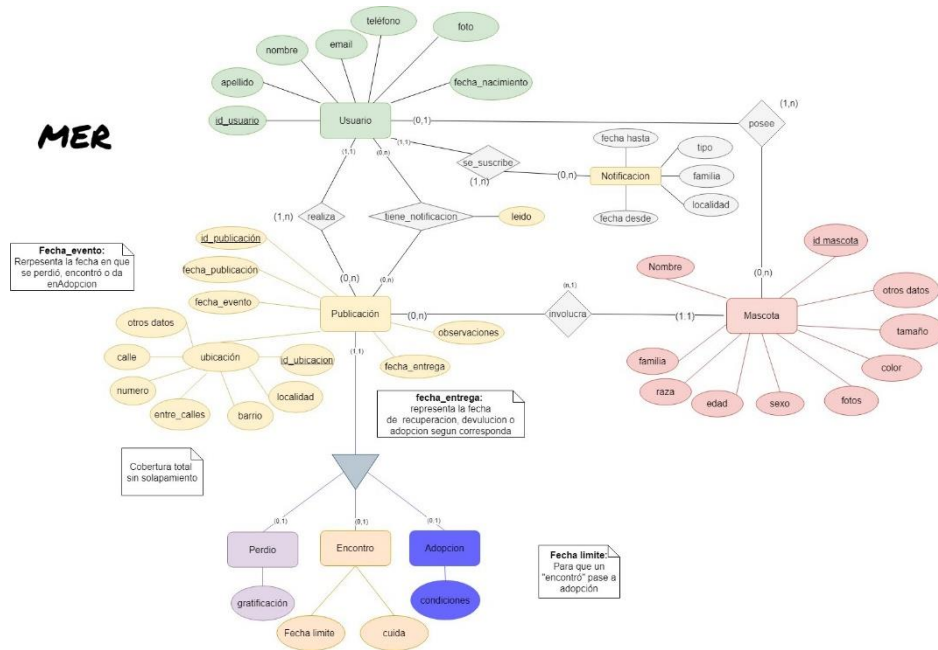 teléfono
email
foto
nombre
apellido
fecha_nacimiento
id_usuario
Usuario
(0,1)
(1,n)
posee
MER
(1,1)
(0,n)
(1,1)
se_suscribe
(1,n)
(0,n)
fecha hasta
tipo
Notificacion
familia
localidad
fecha desde
(1,n)
realiza
tiene_notificacion
leido
id_publicación
fecha_publicación
fecha_evento
(0,n)
(0,n)
Fecha_evento:
Rerpesenta la fecha en que
se perdió, encontró o da
enAdopcion
Publicación
(0,n)
(n,1)
involucra
(1.1)
(0,n)
id mascota
Nombre
otros datos
Mascota
tamaño
color
fotos
sexo
edad
raza
familia
observaciones
fecha_entrega
(1,1)
otros datos
ubicación
calle
id_ubicacion
numero
localidad
entre_calles
barrio
fecha_entrega:
representa la fecha
de recuperacion, devulucion o
adopcion segun corresponda
Cobertura total
sin solapamiento
(0,1)
(0,1)
(0,1)
Perdio
Encontro
Adopcion
gratificación
Fecha limite
cuida
condiciones
Fecha limite:
Para que un
"encontró" pase a
adopción